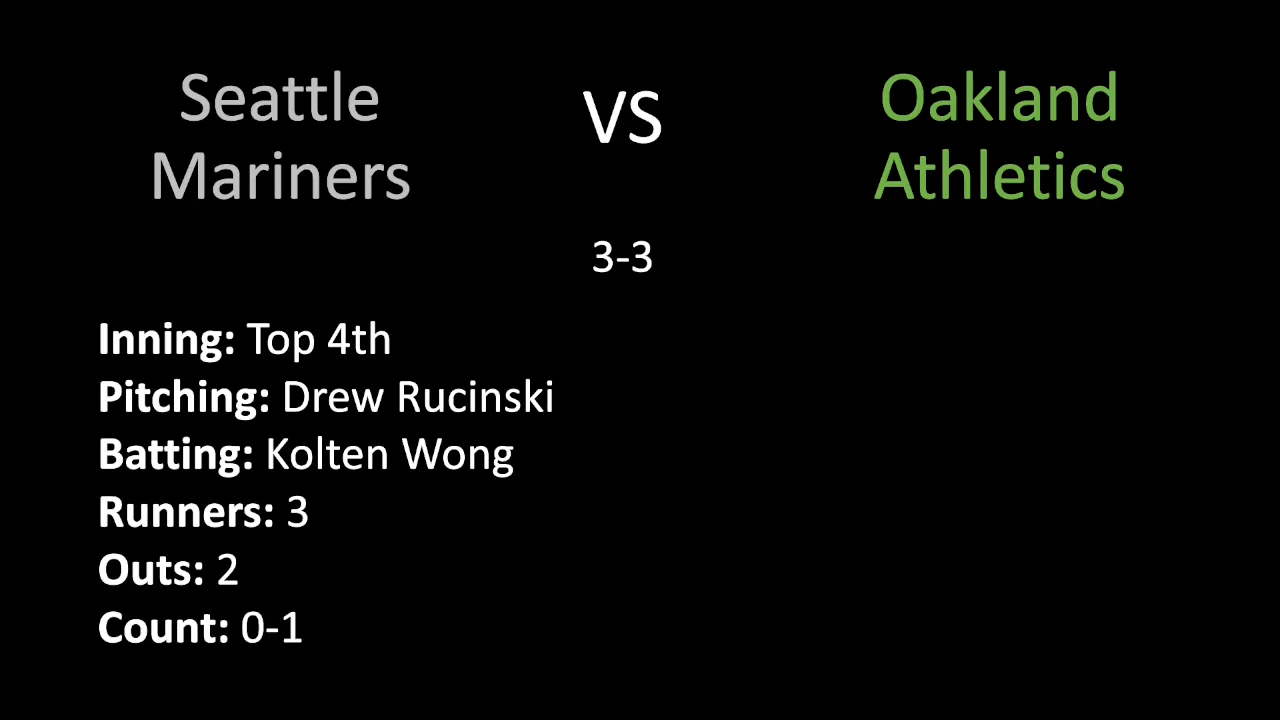 Seattle
Mariners
VS
Oakland
Athletics
3-3
Inning: Top 4th
Pitching: Drew Rucinski
Batting: Kolten Wong
Runners: 3
Outs: 2
Count: 0-1